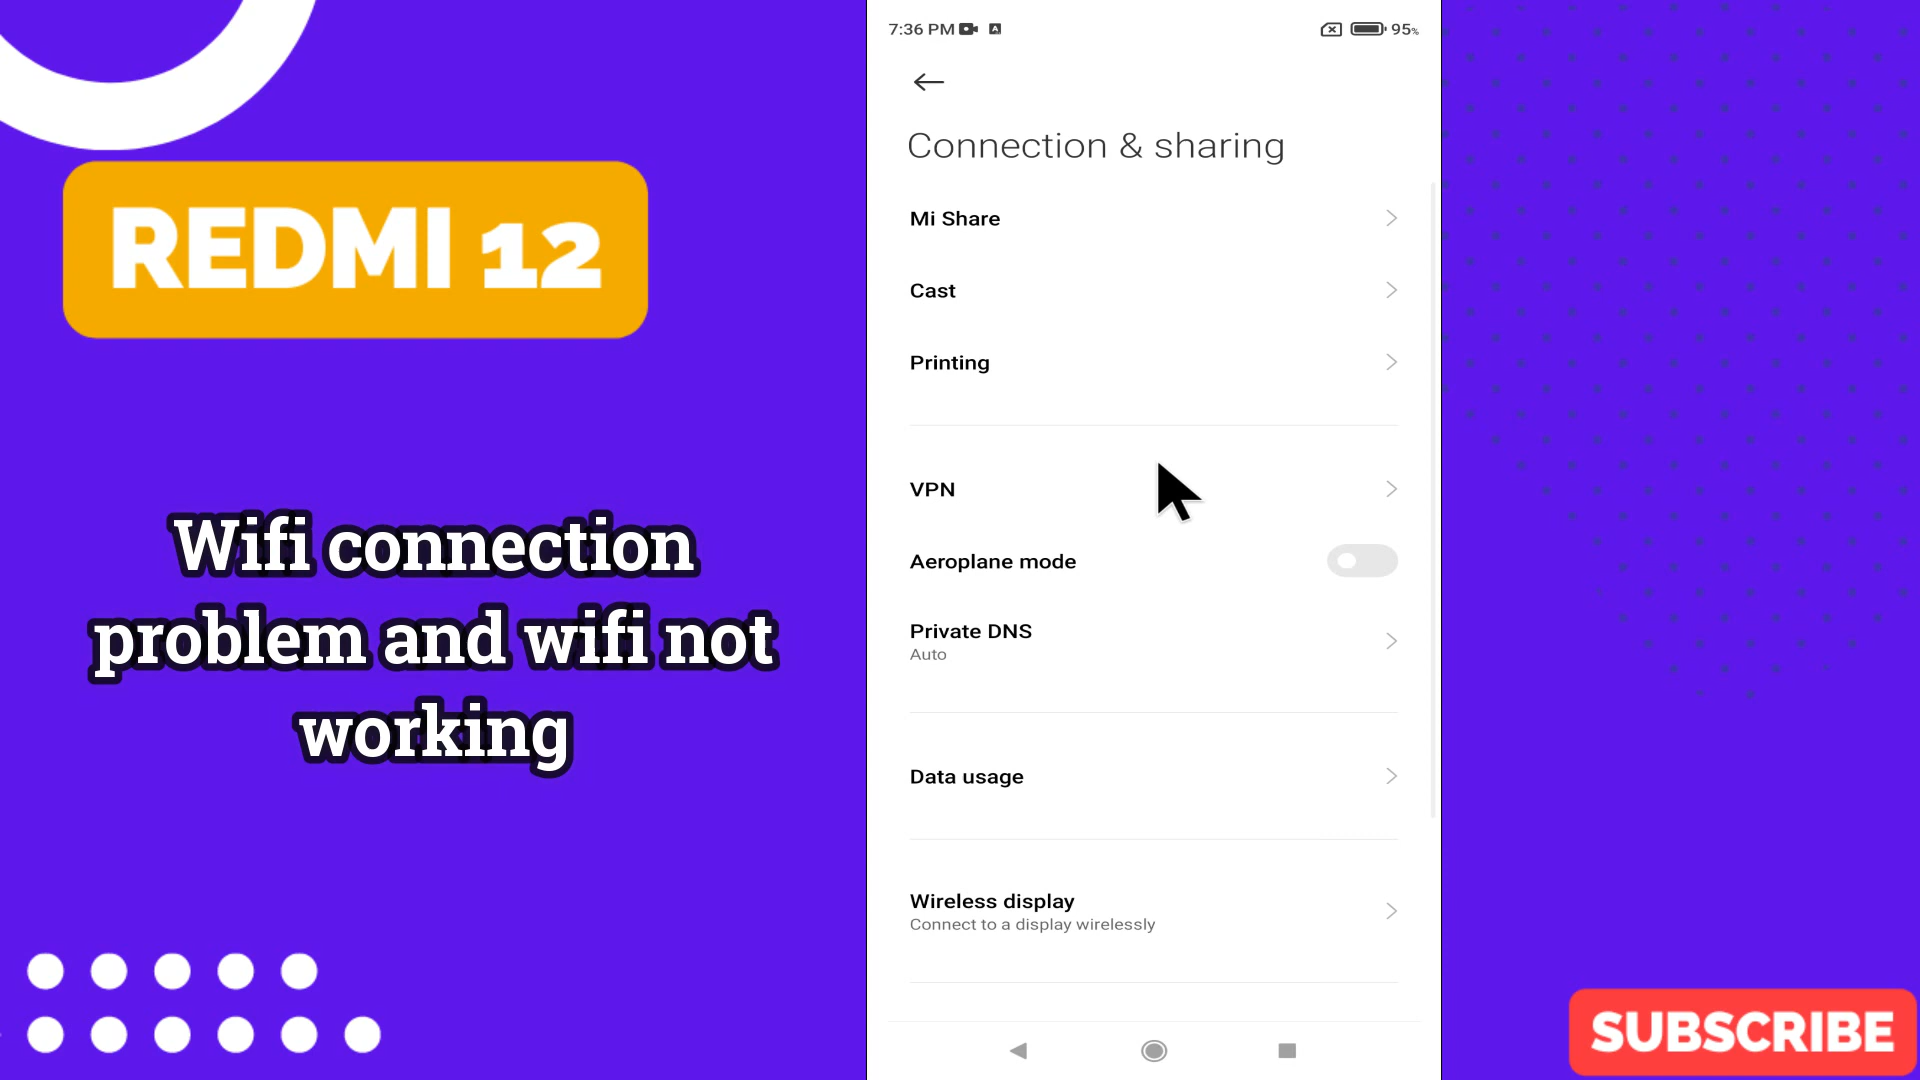 REDMI 12
Wifi connection
problem and wifi not
working
7:36 PM
95%
Connection & sharing
Mi Share
Cast
Printing
VPN
Aeroplane mode
Private DNS
Auto
Data usage
Wireless display
Connect to a display wirelessly
SUBSCRIBE